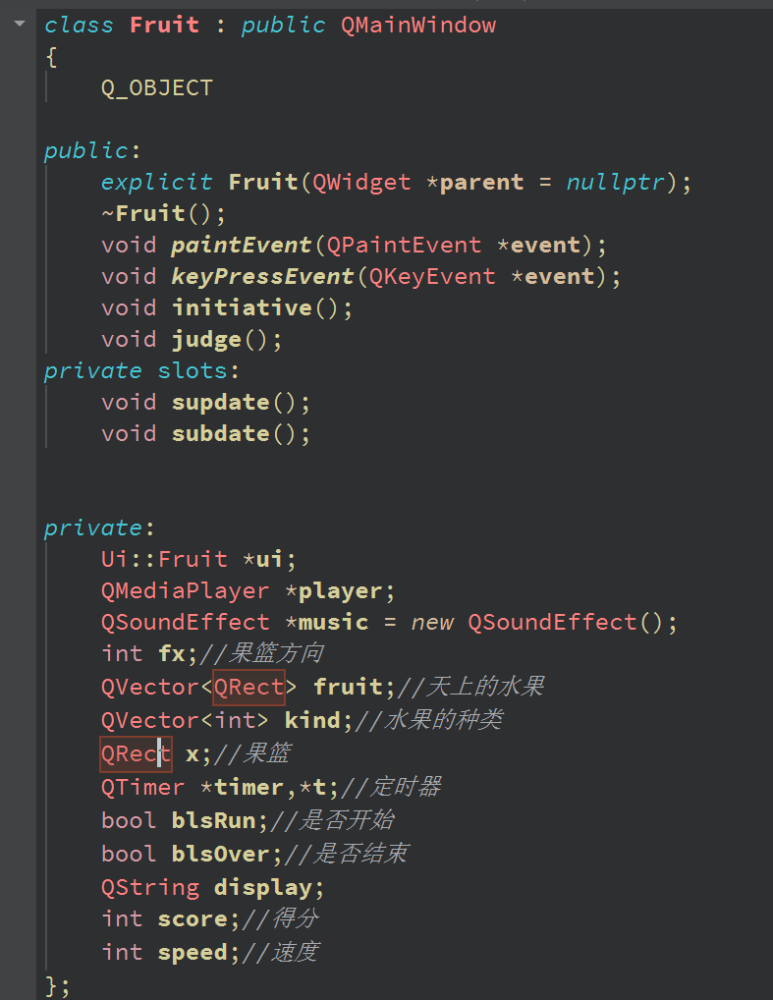 class Fruit : public QMainWindow
{
    Q_OBJECT

public:
    explicit Fruit(QWidget *parent = nullptr);
    ~Fruit();
    void paintEvent(QPaintEvent *event);
    void keyPressEvent(QKeyEvent *event);
    void initiative();
    void judge();
private slots:
    void supdate();
    void subdate();


private:
    Ui::Fruit *ui;
    QMediaPlayer *player;
    QSoundEffect *music = new QSoundEffect();
    int fx;//果篮方向
    QVector<QRect> fruit;//天上的水果
    QVector<int> kind;//水果的种类
    QRect x;//果篮
    QTimer *timer,*t;//定时器
    bool blsRun;//是否开始
    bool blsOver;//是否结束
    QString display;
    int score;//得分
    int speed;//速度
};